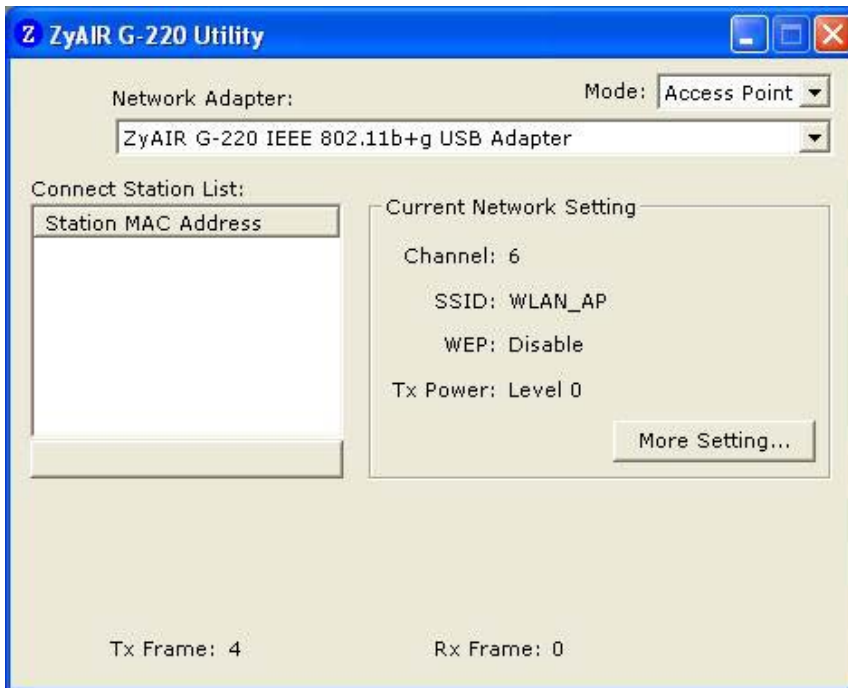 Z ZyAIR G-220 Utility
Mode: Access Point
Network Adapter:
ZyAIR G-220 IEEE 802.11b+g USB Adapter
Connect Station List:
Station MAC Address
Current Network Setting
Channel: 6
SSID: WLAN_AP
WEP: Disable
Tx Power: Level 0
More Setting...
Tx Frame: 4
Rx Frame: 0